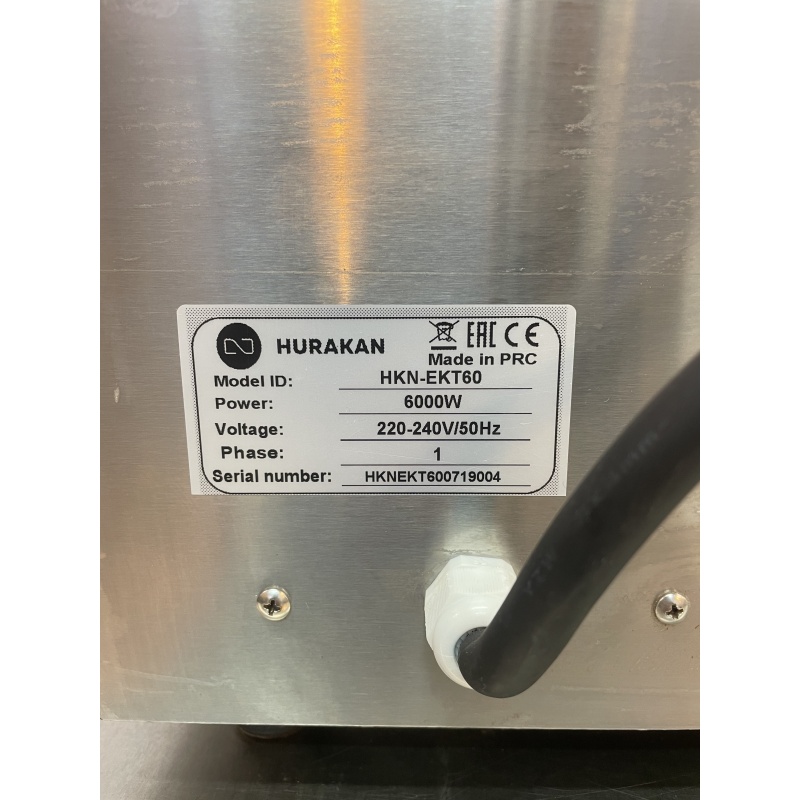 HURAKAN
EAC CE
Made in PRC
Model ID: HKN-EKT60
Power: 6000W
Voltage: 220-240V/50Hz
Phase: 1
Serial number: HKNEKT600719004